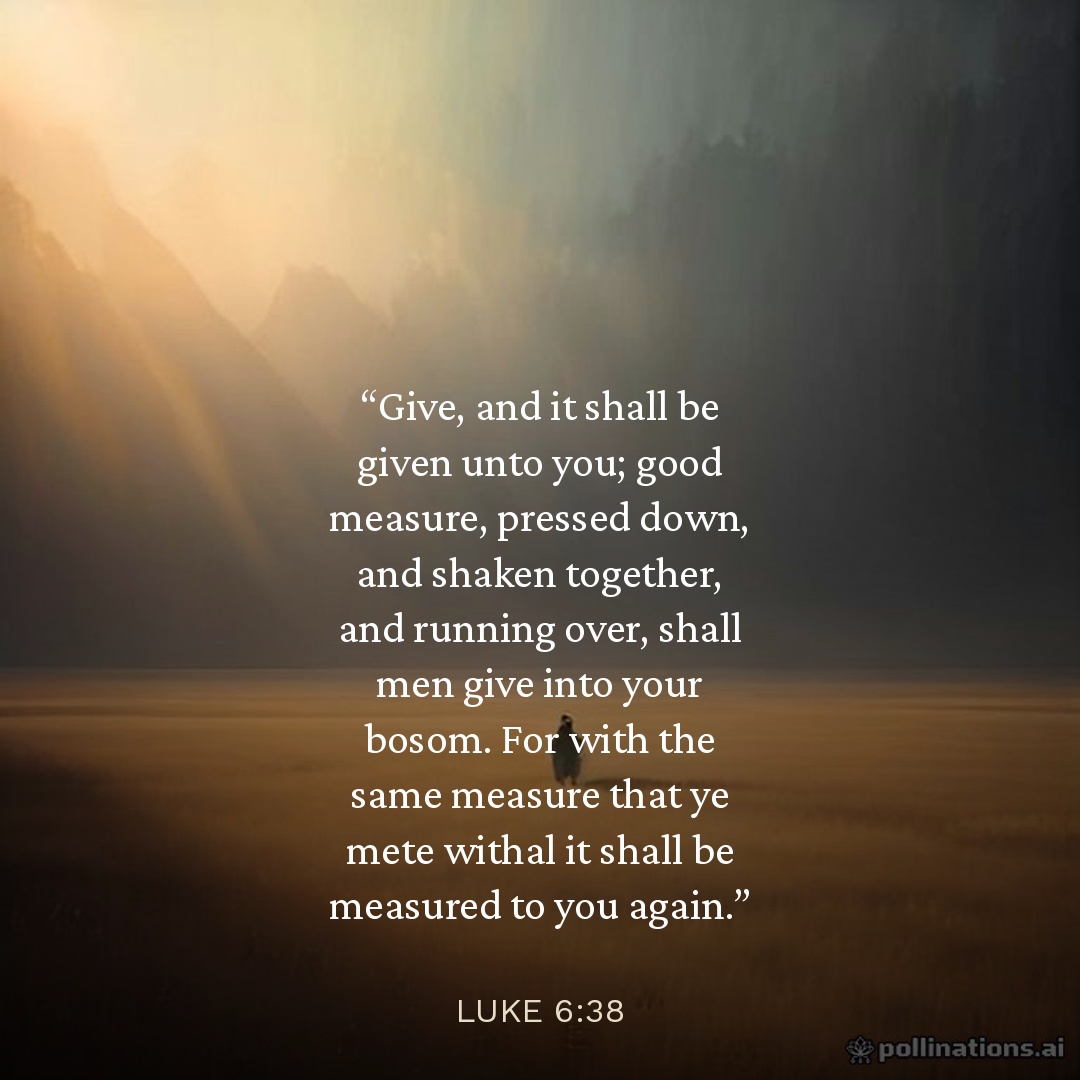 “Give, and it shall be
given unto you; good
measure, pressed down,
and shaken together,
and running over, shall
men give into your
bosom. For with the
same measure that ye
mete withal it shall be
measured to you again.”
LUKE 6:38
pollinations.ai